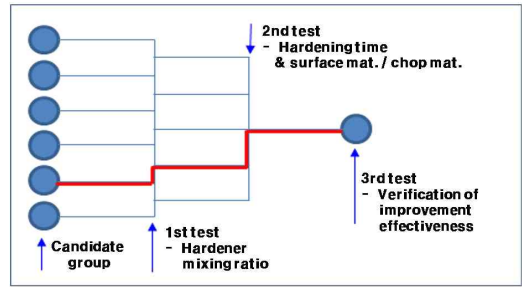 2nd test
- Hardening time
& surface mat. / chop mat.
3rd test
- Verification of
improvement
effectiveness
1st test
- Hardener
mixing ratio
Candidate
group